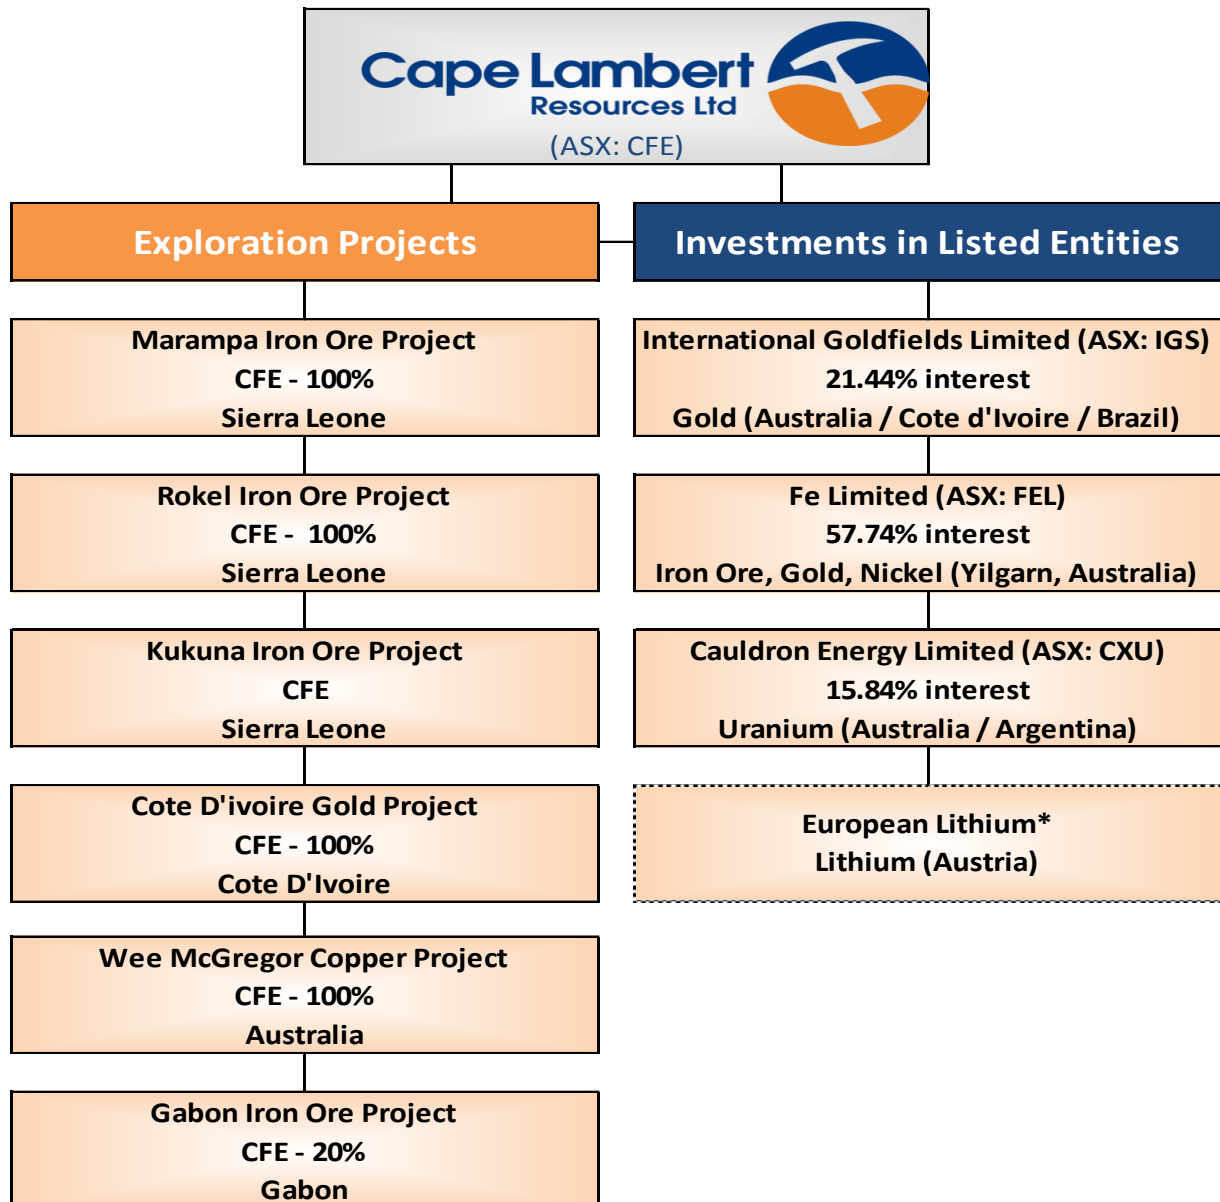 Cape Lambert
Resources Ltd
(ASX: CFE)
Exploration Projects
Investments in Listed Entities
Marampa Iron Ore Project
CFE - 100%
Sierra Leone
Rokel Iron Ore Project
CFE - 100%
Sierra Leone
Kukuna Iron Ore Project
CFE
Sierra Leone
Cote D'ivoire Gold Project
CFE - 100%
Cote D'Ivoire
Wee McGregor Copper Project
CFE - 100%
Australia
Gabon Iron Ore Project
CFE - 20%
Gabon
International Goldfields Limited (ASX: IGS)
21.44% interest
Gold (Australia / Cote d'Ivoire / Brazil)
Fe Limited (ASX: FEL)
57.74% interest
Iron Ore, Gold, Nickel (Yilgarn, Australia)
Cauldron Energy Limited (ASX: CXU)
15.84% interest
Uranium (Australia / Argentina)
European Lithium*
Lithium (Austria)